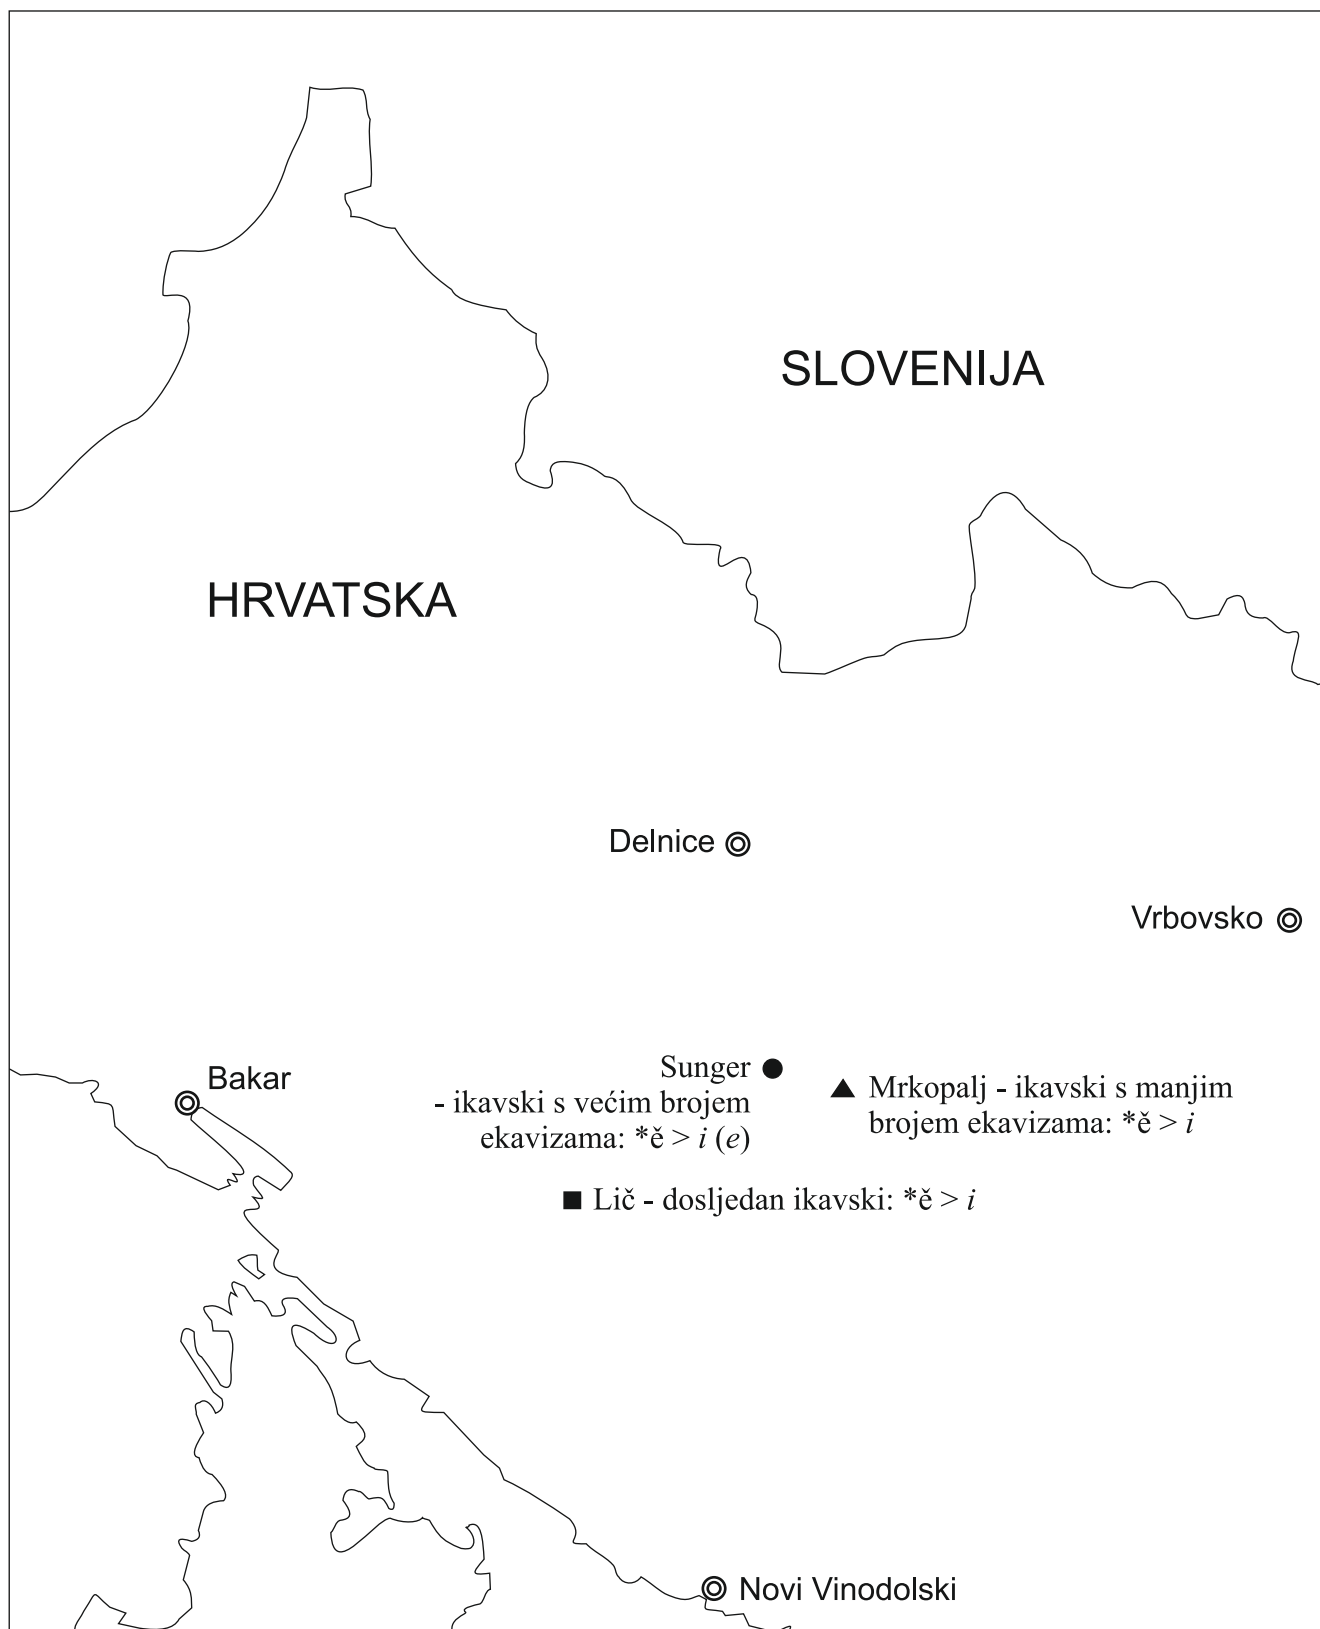 SLOVENIJA
HRVATSKA
Delnice
Vrbovsko
Bakar
Sunger
- ikavski s većim brojem
ekavizama: *ě > i (e)
Mrkopalj - ikavski s manjim
brojem ekavizama: *ě > i
Lič - dosljedan ikavski: *ě > i
Novi Vinodolski